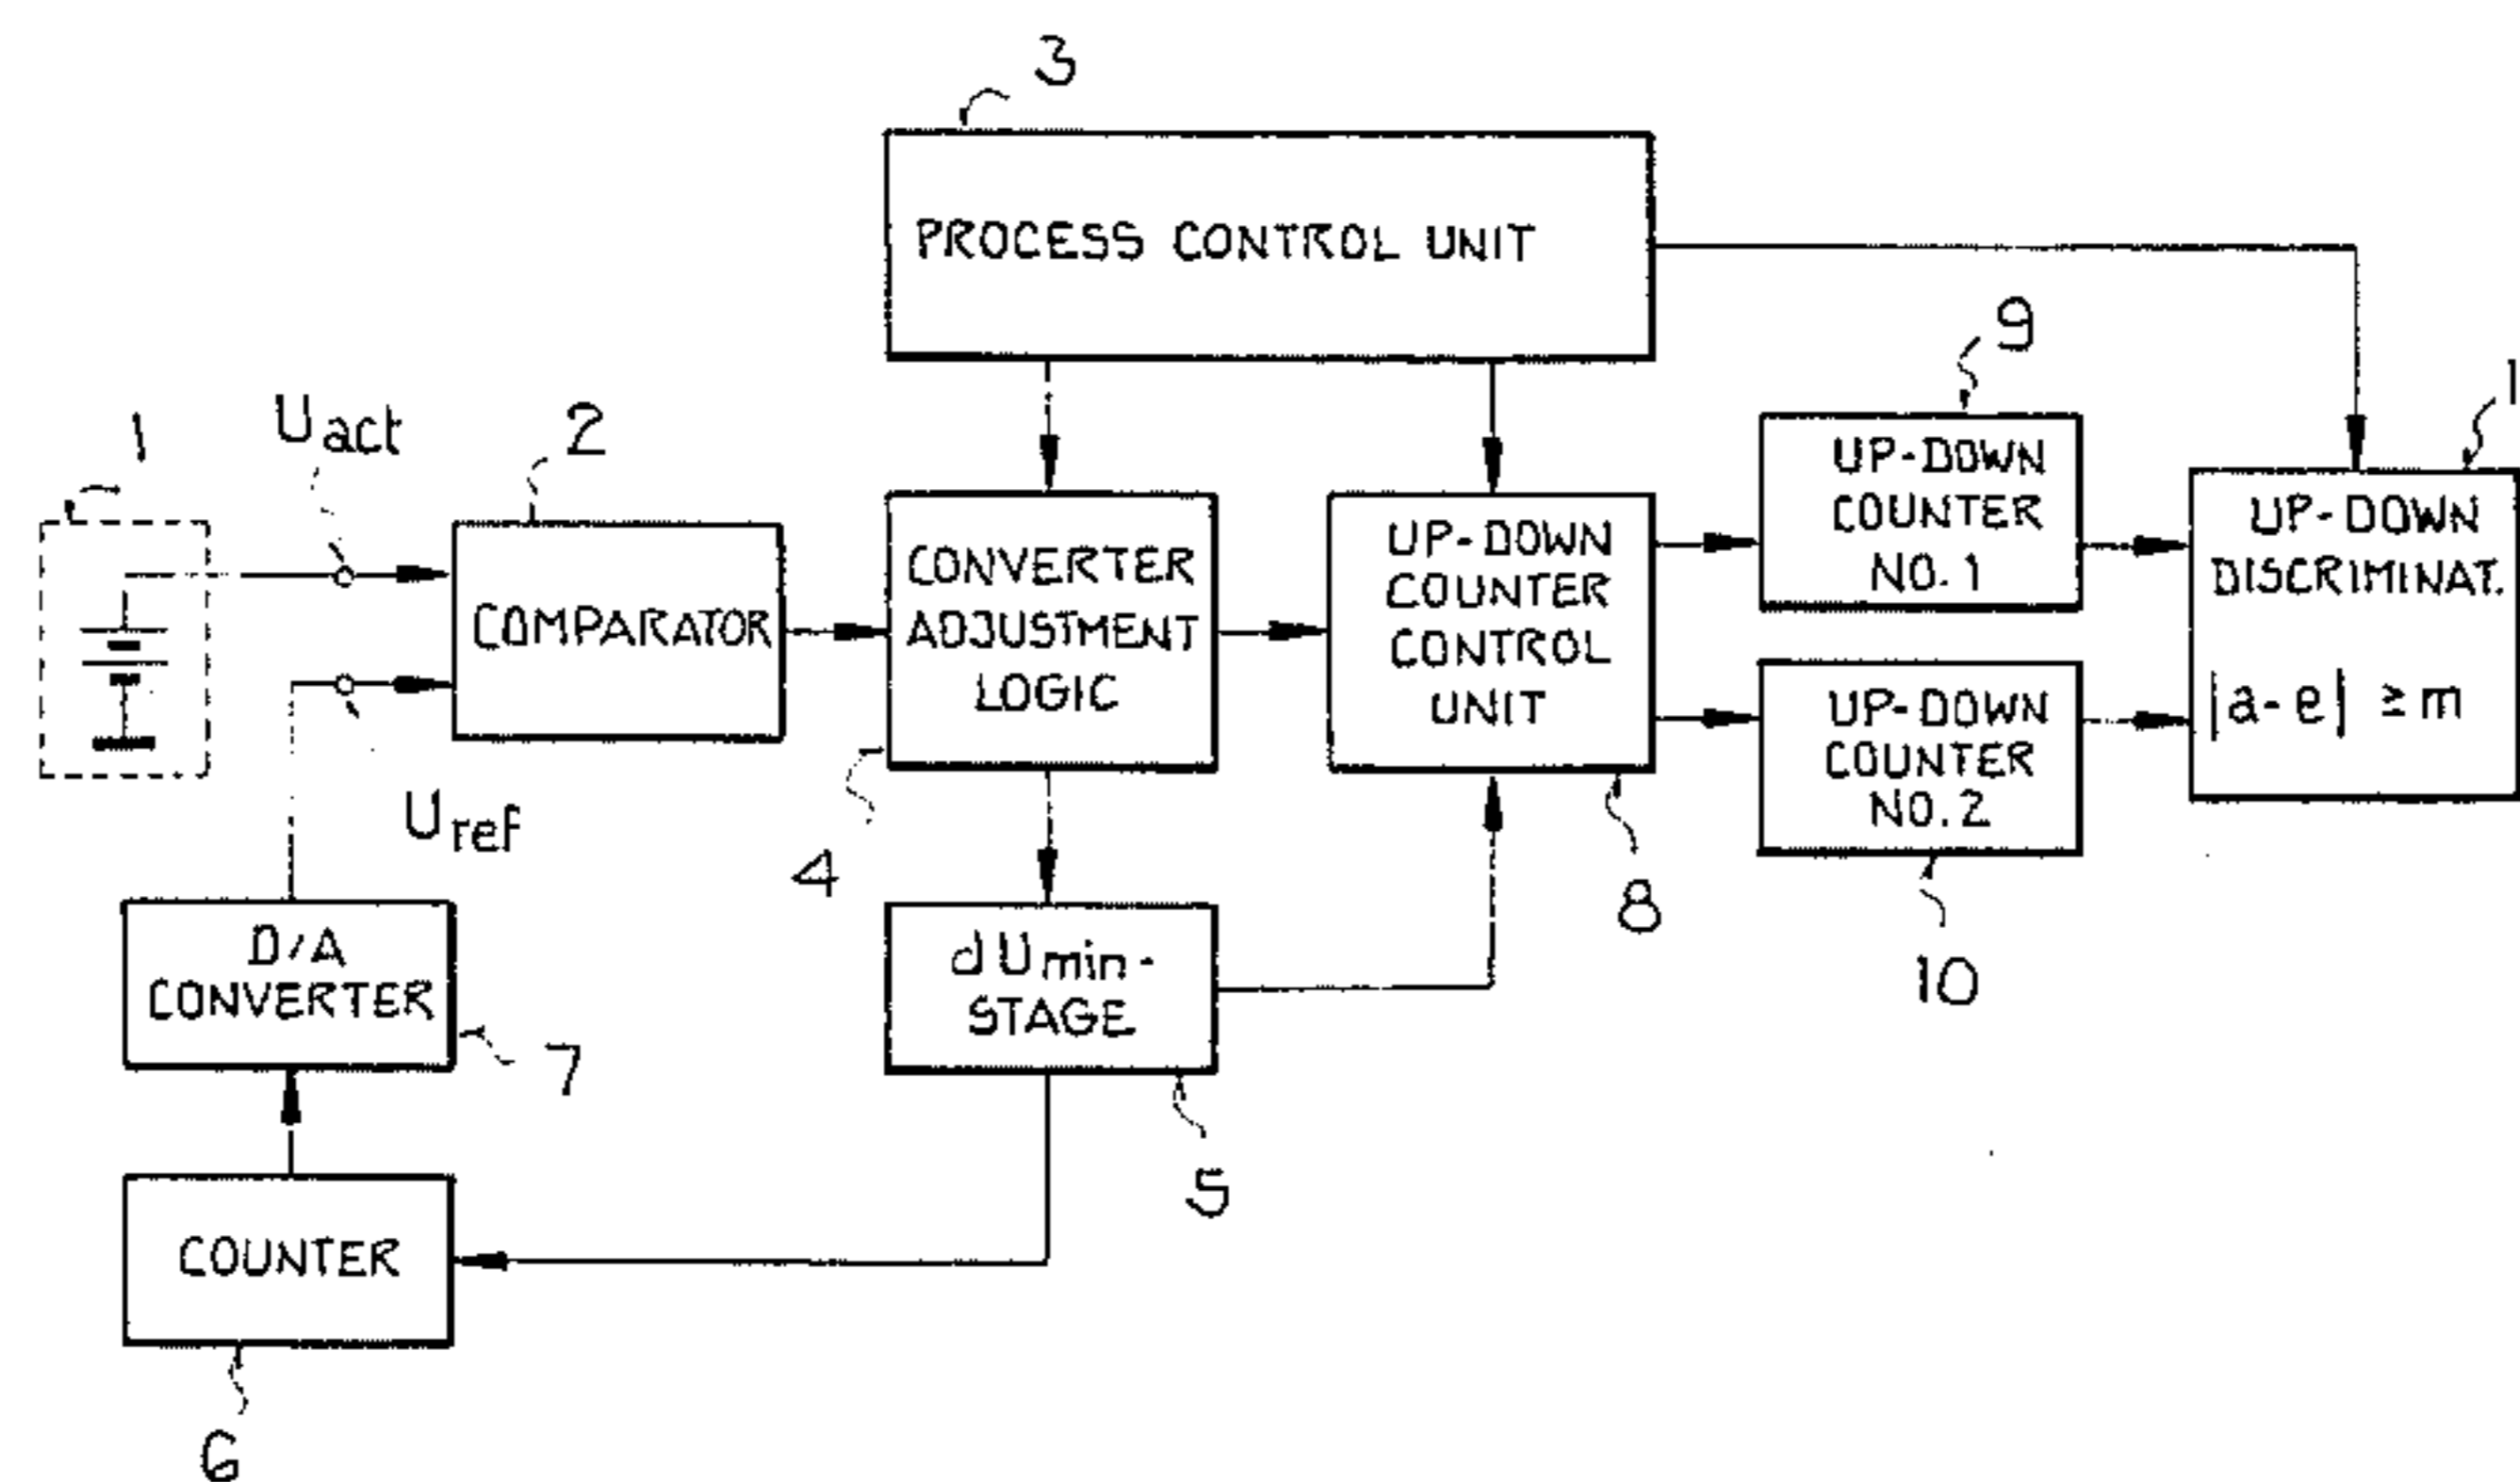 3
PROCESS CONTROL UNIT
1
Uact
2
COMPARATOR
CONVERTER
ADJUSTMENT
LOGIC
4
UP-DOWN
COUNTER
CONTROL
UNIT
8
9
UP-DOWN
COUNTER
NO. 1
UP-DOWN
COUNTER
NO. 2
10
UP-DOWN
DISCRIMINAT.
|a-e| ≥ m
Uref
D/A
CONVERTER
7
dUmin-
STAGE
5
COUNTER
6